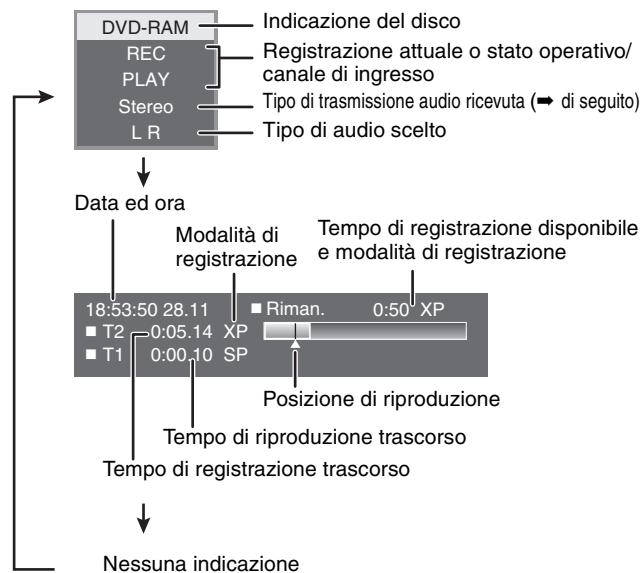 DVD-RAM
Indicazione del disco
REC
PLAY
Registrazione attuale o stato operativo/
canale di ingresso
Stereo
Tipo di trasmissione audio ricevuta (➡ di seguito)
L R
Tipo di audio scelto
Data ed ora
Modalità di
registrazione
Tempo di registrazione disponibile
e modalità di registrazione
18:53:50 28.11 ■ Riman. 0:50 XP
■ T2 0:05.14 XP
■ T1 0:00.10 SP
Posizione di riproduzione
Tempo di riproduzione trascorso
Tempo di registrazione trascorso
Nessuna indicazione